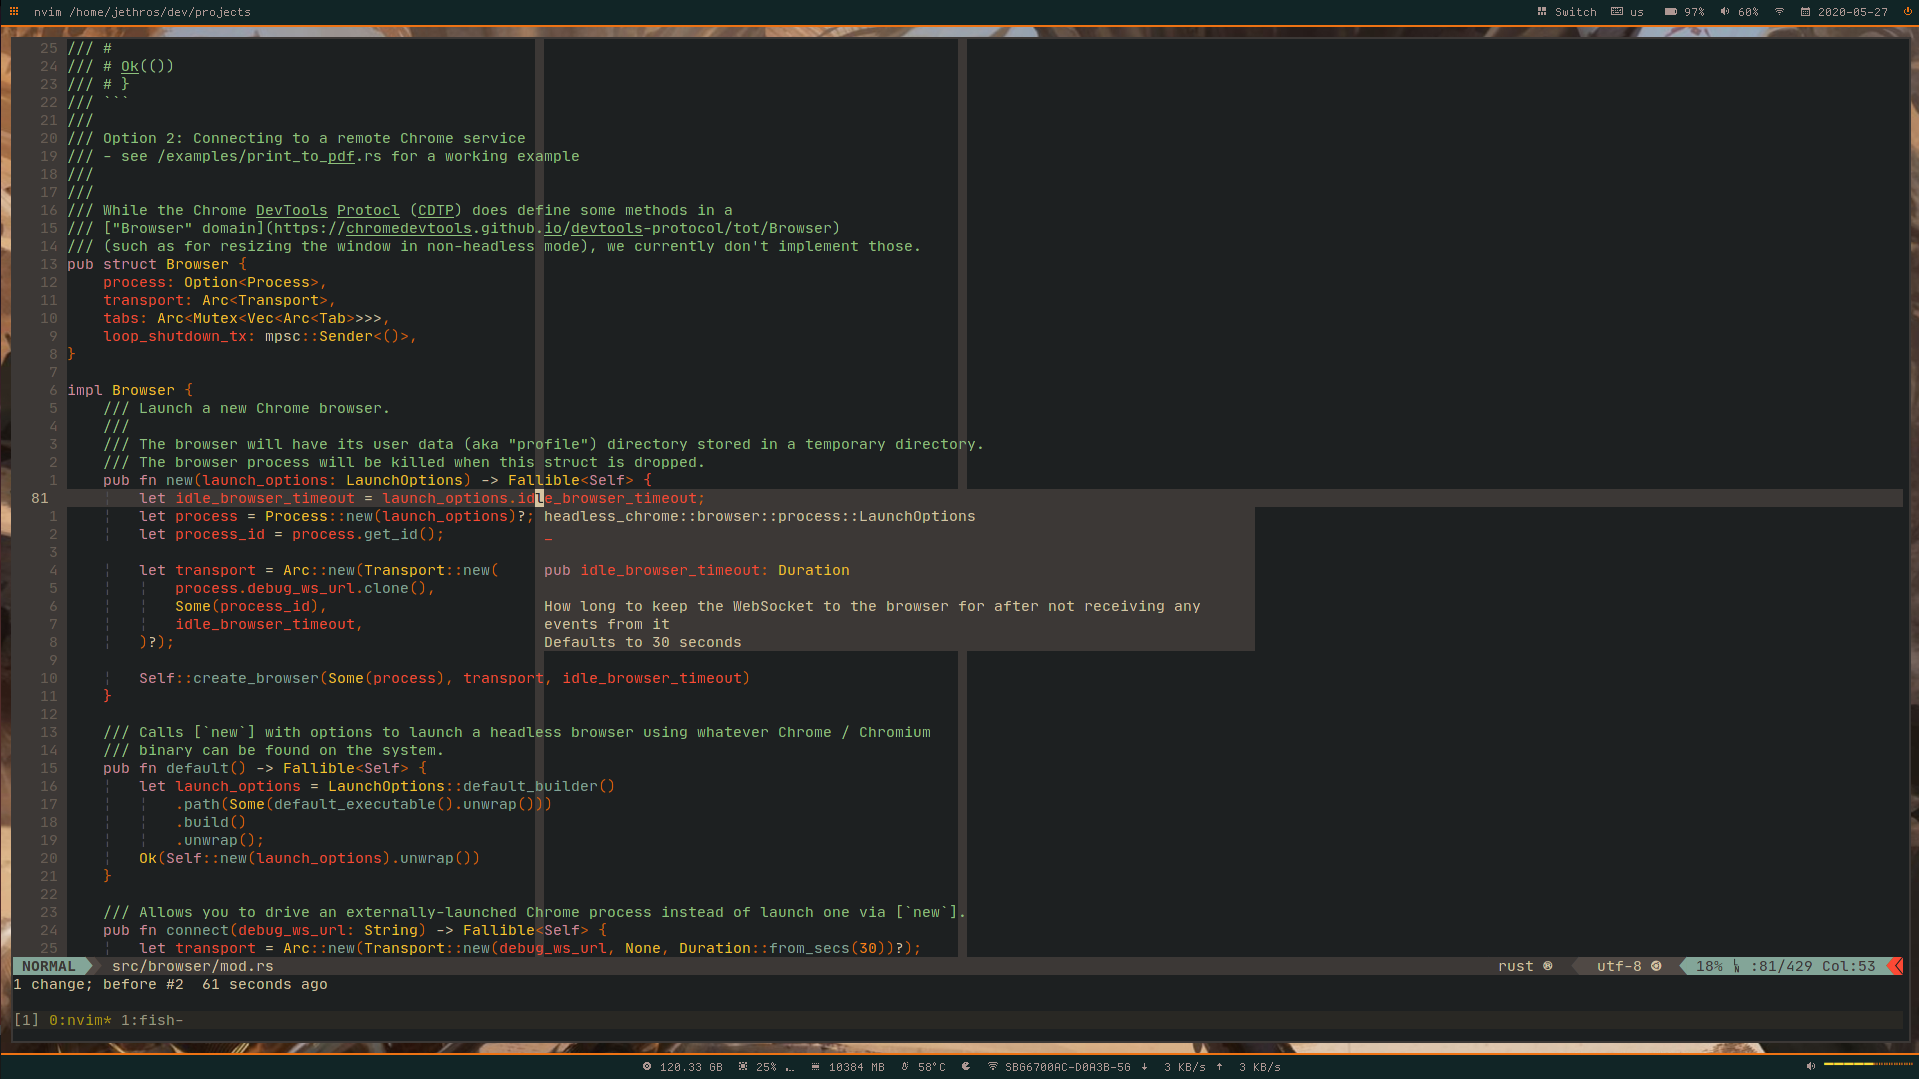 nvim /home/jethros/dev/projects
Switch us 97% 60% 2020-05-27
25 /// #
24 /// # Ok(())
23 /// # }
22 /// ```
21 ///
20 /// Option 2: Connecting to a remote Chrome service
19 /// - see /examples/print_to_pdf.rs for a working example
18 ///
17 ///
16 /// While the Chrome DevTools Protocl (CDTP) does define some methods in a
15 /// ["Browser" domain](https://chromedevtools.github.io/devtools-protocol/tot/Browser)
14 /// (such as for resizing the window in non-headless mode), we currently don't implement those.
13 pub struct Browser {
12     process: Option<Process>,
11     transport: Arc<Transport>,
10     tabs: Arc<Mutex<Vec<Arc<Tab>>>>,
9     loop_shutdown_tx: mpsc::Sender<()>,
8 }
7
6 impl Browser {
5     /// Launch a new Chrome browser.
4     ///
3     /// The browser will have its user data (aka "profile") directory stored in a temporary directory.
2     /// The browser process will be killed when this struct is dropped.
1     pub fn new(launch_options: LaunchOptions) -> Fallible<Self> {
81         let idle_browser_timeout = launch_options.idle_browser_timeout;
1         let process = Process::new(launch_options)?; headless_chrome::browser::process::LaunchOptions
2         let process_id = process.get_id(); _
3
4         let transport = Arc::new(Transport::new( pub idle_browser_timeout: Duration
5             process.debug_ws_url.clone(),
6             Some(process_id), How long to keep the WebSocket to the browser for after not receiving any
7             idle_browser_timeout, events from it
8         )?); Defaults to 30 seconds
9
10         Self::create_browser(Some(process), transport, idle_browser_timeout)
11     }
12
13     /// Calls [`new`] with options to launch a headless browser using whatever Chrome / Chromium
14     /// binary can be found on the system.
15     pub fn default() -> Fallible<Self> {
16         let launch_options = LaunchOptions::default_builder()
17             .path(Some(default_executable().unwrap()))
18             .build()
19             .unwrap();
20         Ok(Self::new(launch_options).unwrap())
21     }
22
23     /// Allows you to drive an externally-launched Chrome process instead of launch one via [`new`].
24     pub fn connect(debug_ws_url: String) -> Fallible<Self> {
25         let transport = Arc::new(Transport::new(debug_ws_url, None, Duration::from_secs(30))?);
NORMAL src/browser/mod.rs rust utf-8 18% :81/429 Col:53
1 change; before #2  61 seconds ago
[1] 0:nvim* 1:fish-
120.33 GB 25% 10384 MB 58°C SBG6700AC-D0A3B-5G ↓ 3 KB/s ↑ 3 KB/s